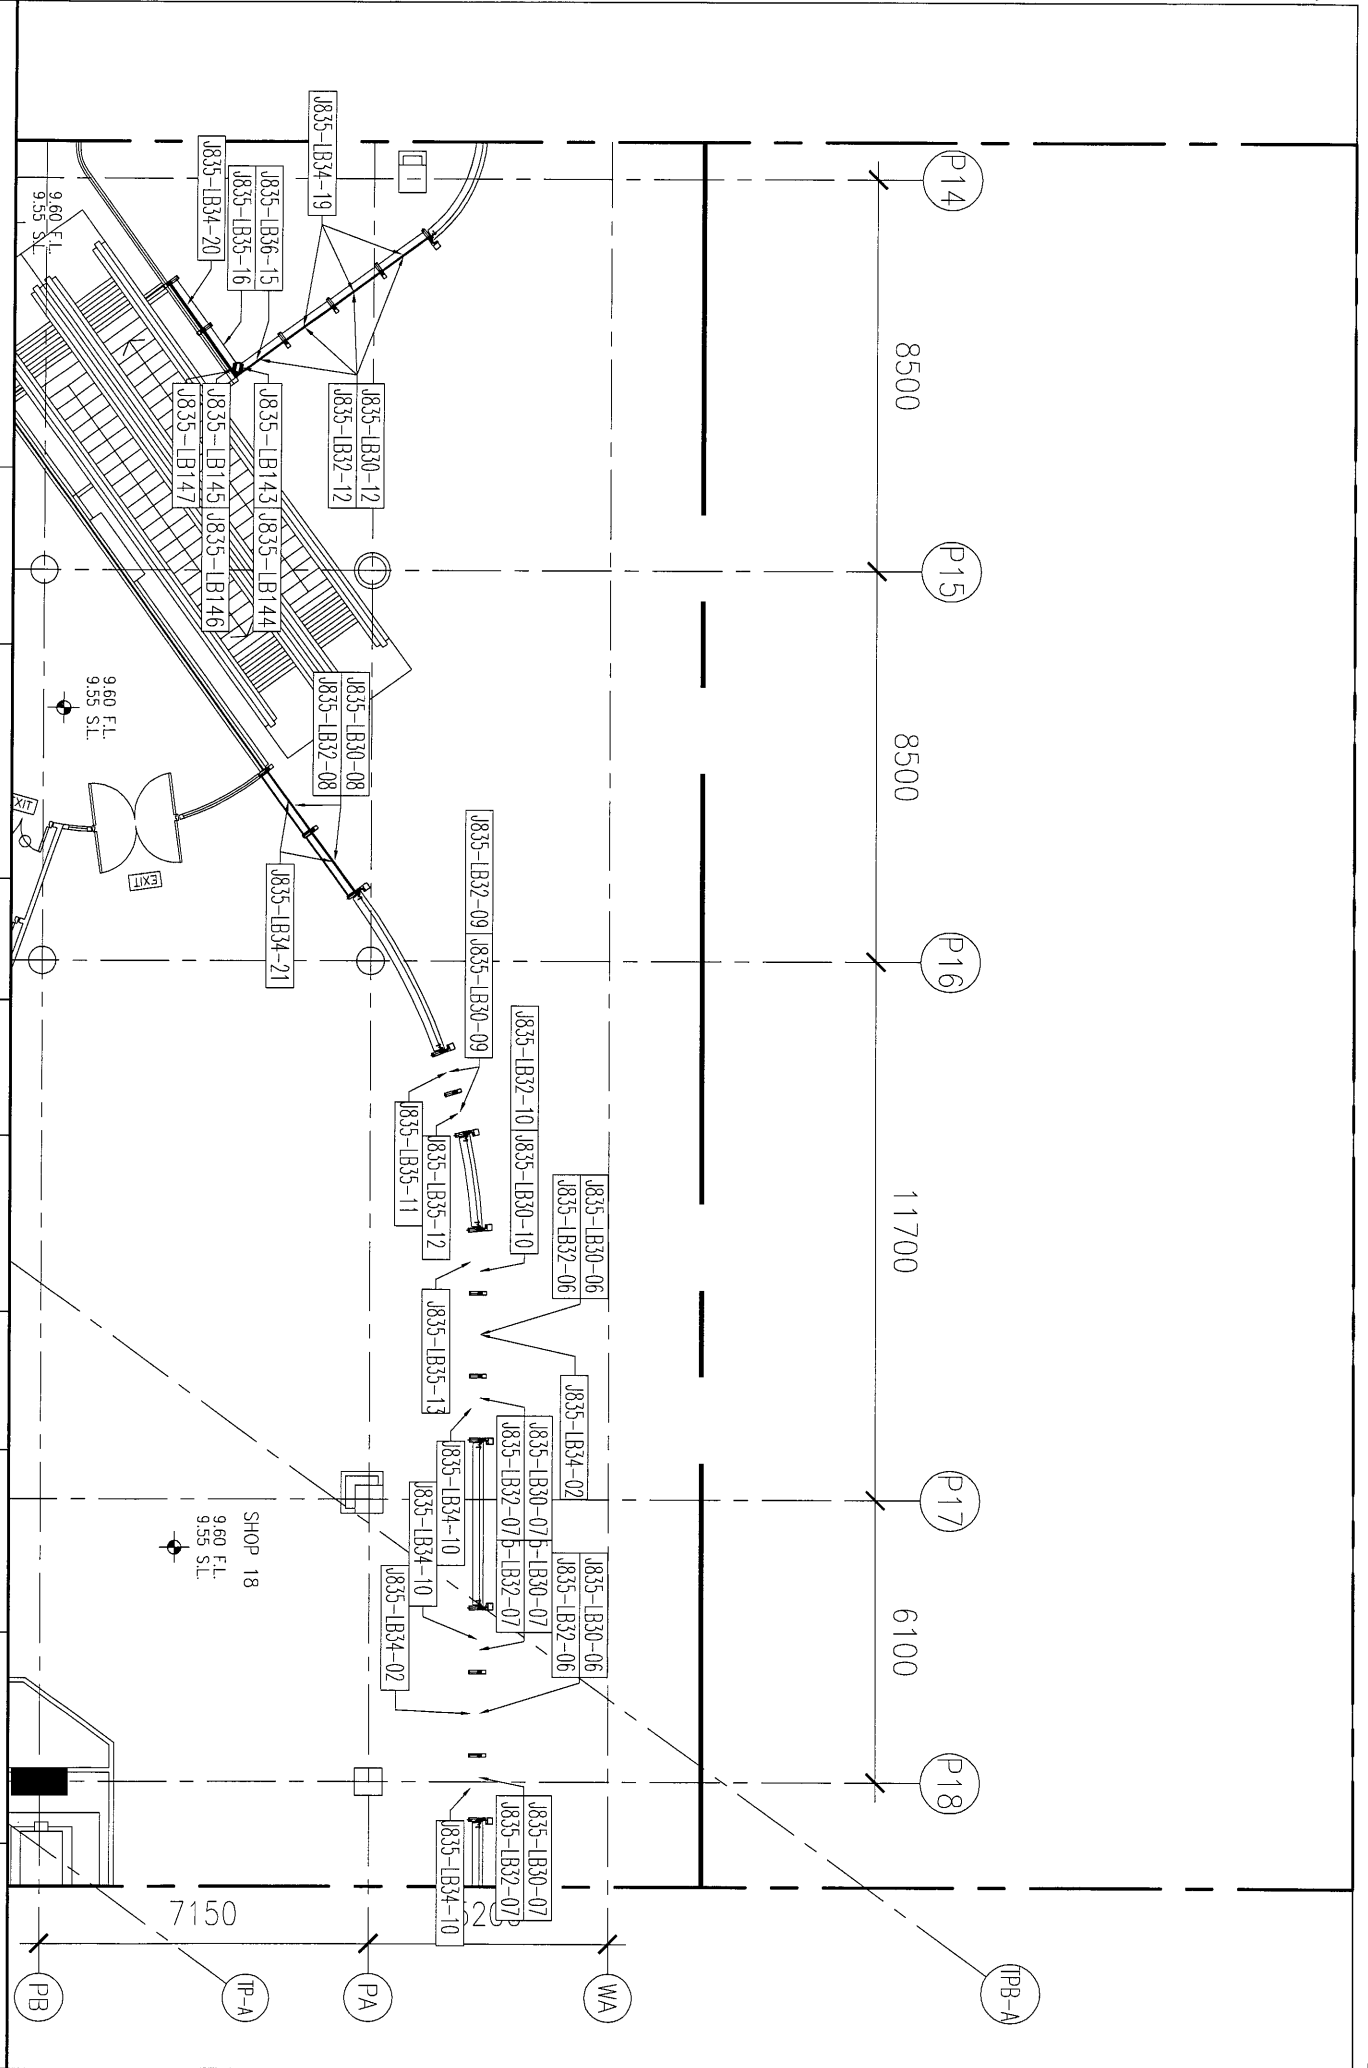 P14
P15
P16
P17
P18
8500
8500
11700
6100
TPB-A
WA
PA
TP-A
PB
7150
J835-LB34-19
J835-LB36-15
J835-LB35-16
J835-LB34-20
9.60 F.L.
9.55 S.L.
J835-LB30-12
J835-LB32-12
J835-LB143 J835-LB144
J835-LB145 J835-LB146
J835-LB147
J835-LB30-08
J835-LB32-08
9.60 F.L.
9.55 S.L.
J835-LB34-21
EXIT
J835-LB32-09 J835-LB30-09
J835-LB32-10 J835-LB30-10
J835-LB35-12
J835-LB35-11
J835-LB30-06
J835-LB32-06
J835-LB35-13
J835-LB34-02
J835-LB30-07
J835-LB32-07
J835-LB34-10
J835-LB34-10
J835-LB34-02
5-LB30-07
5-LB32-07
J835-LB30-06
J835-LB32-06
SHOP 18
9.60 F.L.
9.55 S.L.
J835-LB30-07
J835-LB32-07
J835-LB34-10